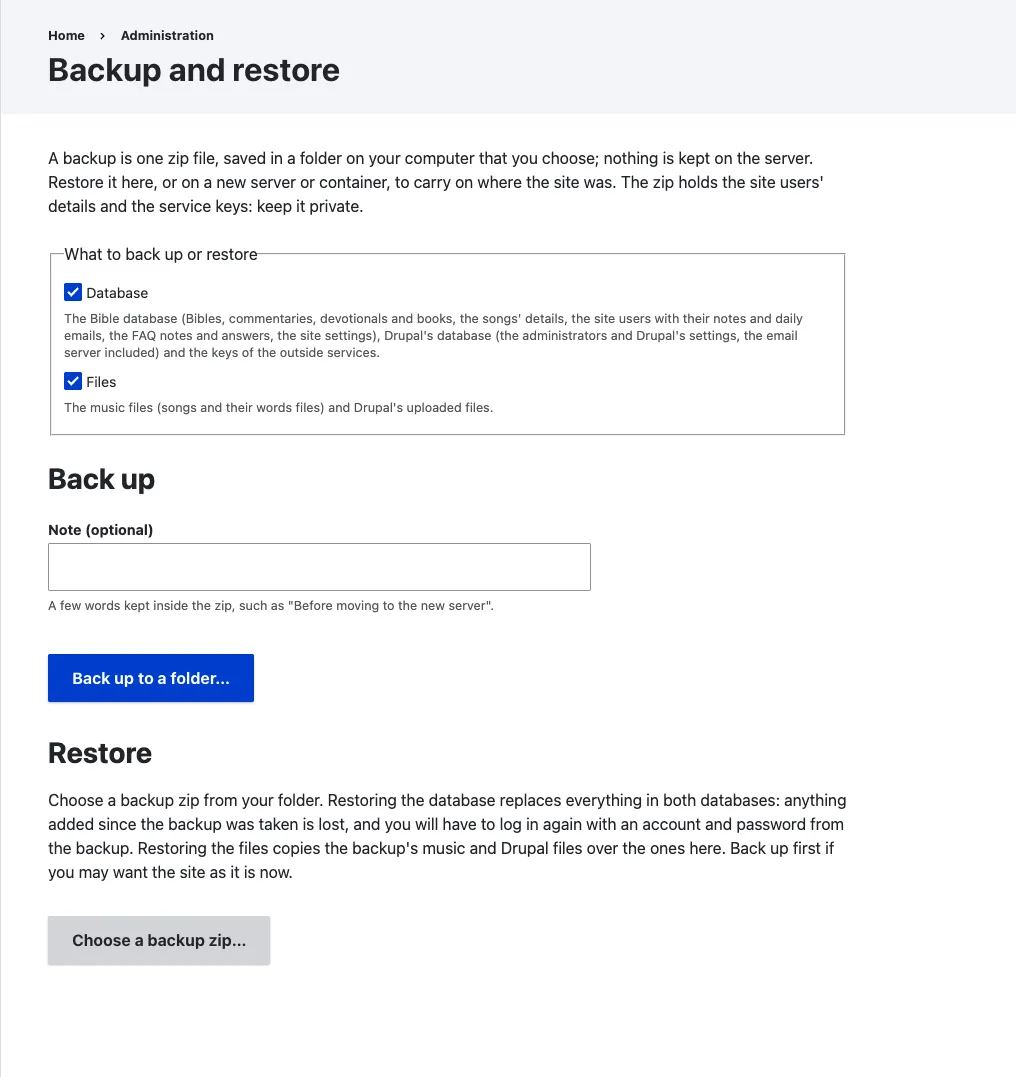 Home › Administration
Backup and restore
A backup is one zip file, saved in a folder on your computer that you choose; nothing is kept on the server.
Restore it here, or on a new server or container, to carry on where the site was. The zip holds the site users'
details and the service keys: keep it private.
What to back up or restore
Database
The Bible database (Bibles, commentaries, devotionals and books, the songs' details, the site users with their notes and daily
emails, the FAQ notes and answers, the site settings), Drupal's database (the administrators and Drupal's settings, the email
server included) and the keys of the outside services.
Files
The music files (songs and their words files) and Drupal's uploaded files.
Back up
Note (optional)
A few words kept inside the zip, such as "Before moving to the new server".
Back up to a folder...
Restore
Choose a backup zip from your folder. Restoring the database replaces everything in both databases: anything
added since the backup was taken is lost, and you will have to log in again with an account and password from
the backup. Restoring the files copies the backup's music and Drupal files over the ones here. Back up first if
you may want the site as it is now.
Choose a backup zip...